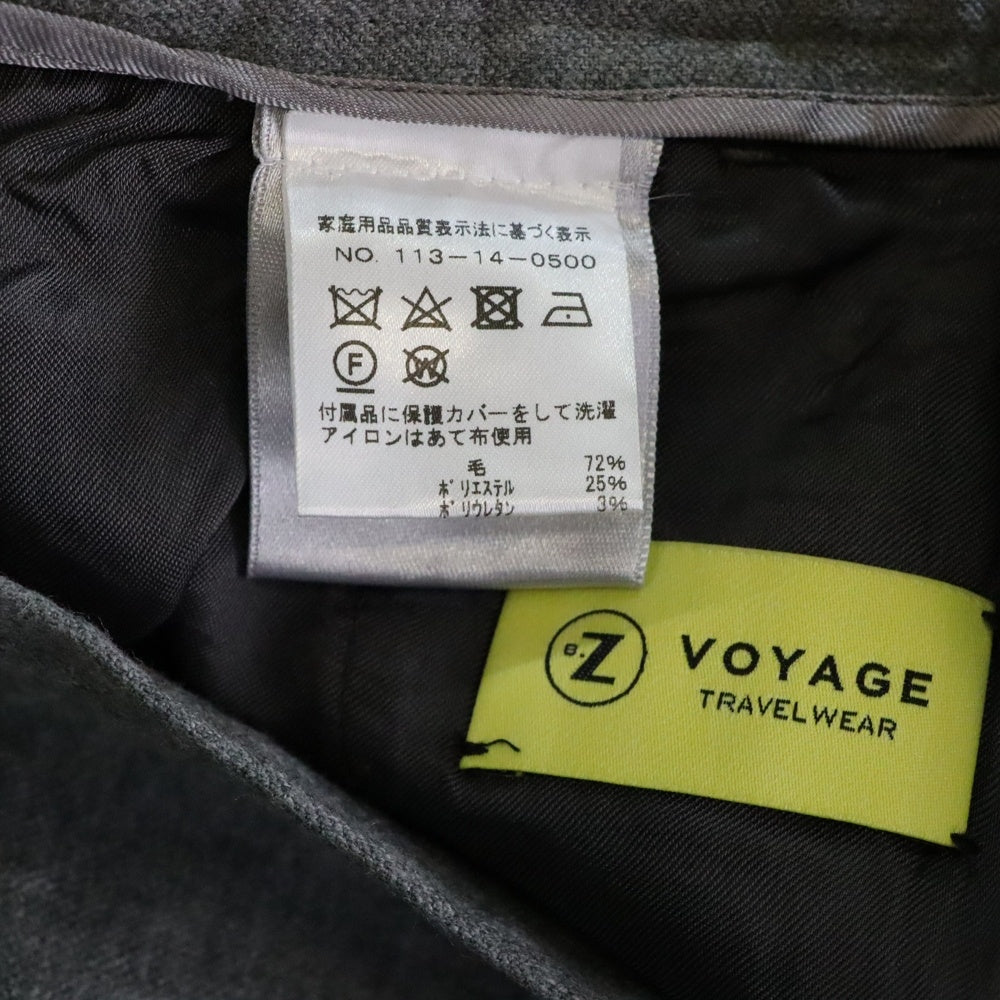 家庭用品品質表示法に基づく表示
NO. 113-14-0500
F W
付属品に保護カバーをして洗濯
アイロンはあて布使用
毛 72%
ポリエステル 25%
ポリウレタン 3%
B.Z VOYAGE
TRAVEL WEAR